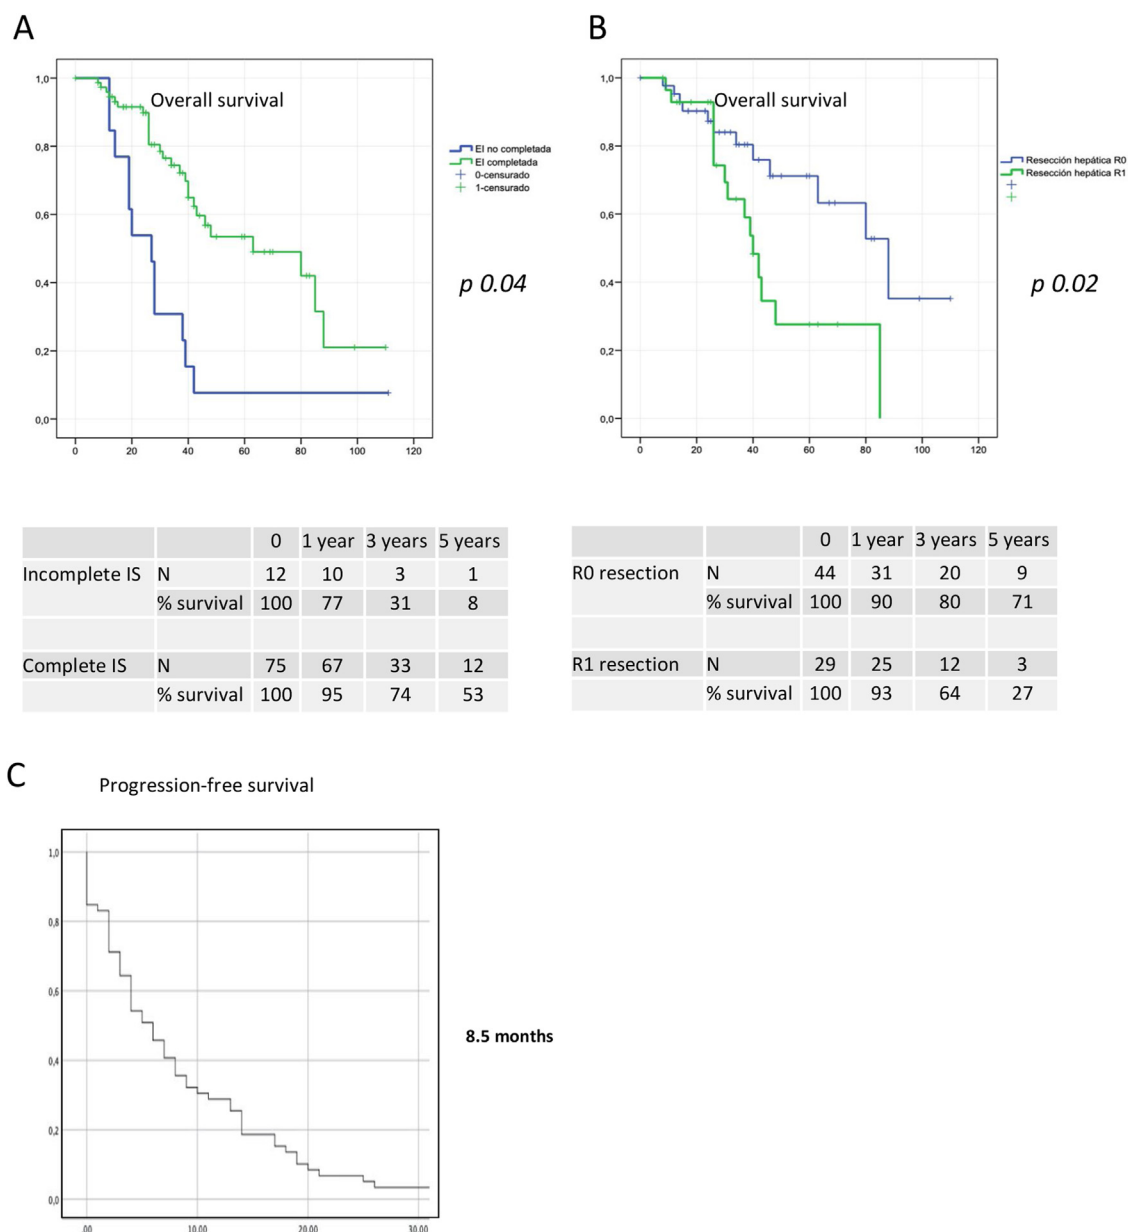 A
Overall survival
1,0
0,8
0,6
0,4
0,2
0,0
0 20 40 60 80 100 120
EI no completada
EI completada
0-censurado
1-censurado
p 0.04
B
Overall survival
1,0
0,8
0,6
0,4
0,2
0,0
0 20 40 60 80 100 120
Resección hepática R0
Resección hepática R1
p 0.02
0 1 year 3 years 5 years
Incomplete IS N 12 10 3 1
% survival 100 77 31 8
Complete IS N 75 67 33 12
% survival 100 95 74 53
0 1 year 3 years 5 years
R0 resection N 44 31 20 9
% survival 100 90 80 71
R1 resection N 29 25 12 3
% survival 100 93 64 27
C
Progression-free survival
1,0
0,8
0,6
0,4
0,2
0,0
,00 10,00 20,00 30,00
8.5 months